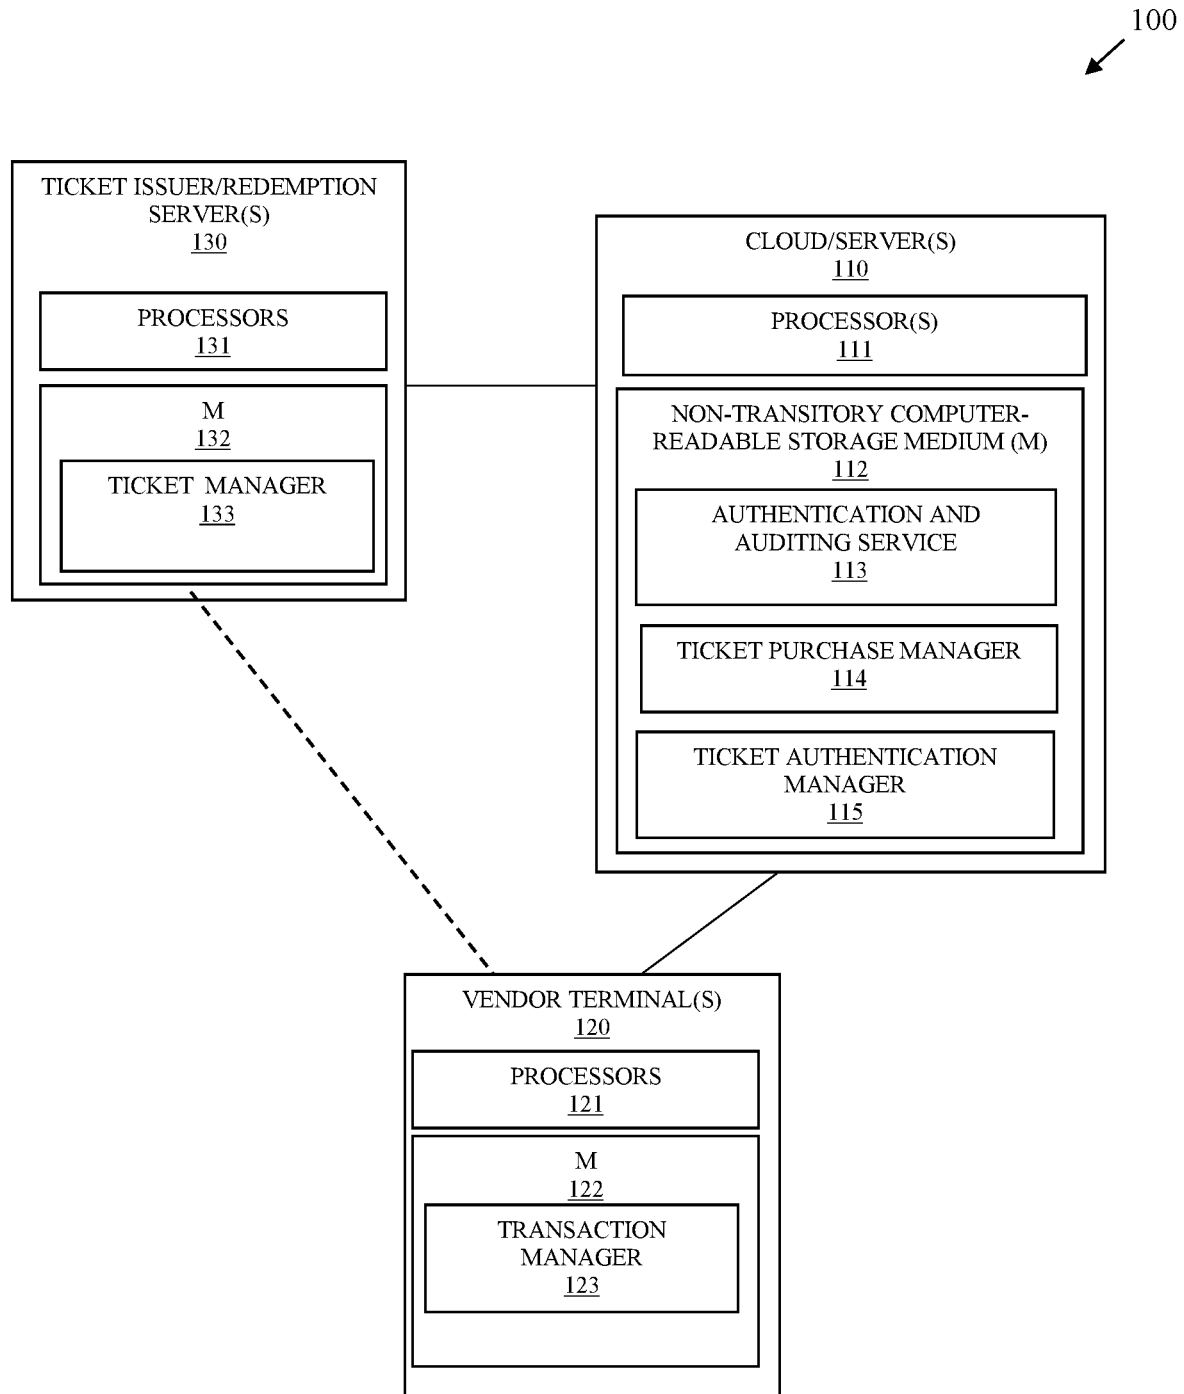 100
TICKET ISSUER/REDEMPTION
SERVER(S)
130
PROCESSORS
131
M
132
TICKET MANAGER
133
CLOUD/SERVER(S)
110
PROCESSOR(S)
111
NON-TRANSITORY COMPUTER-
READABLE STORAGE MEDIUM (M)
112
AUTHENTICATION AND
AUDITING SERVICE
113
TICKET PURCHASE MANAGER
114
TICKET AUTHENTICATION
MANAGER
115
VENDOR TERMINAL(S)
120
PROCESSORS
121
M
122
TRANSACTION
MANAGER
123